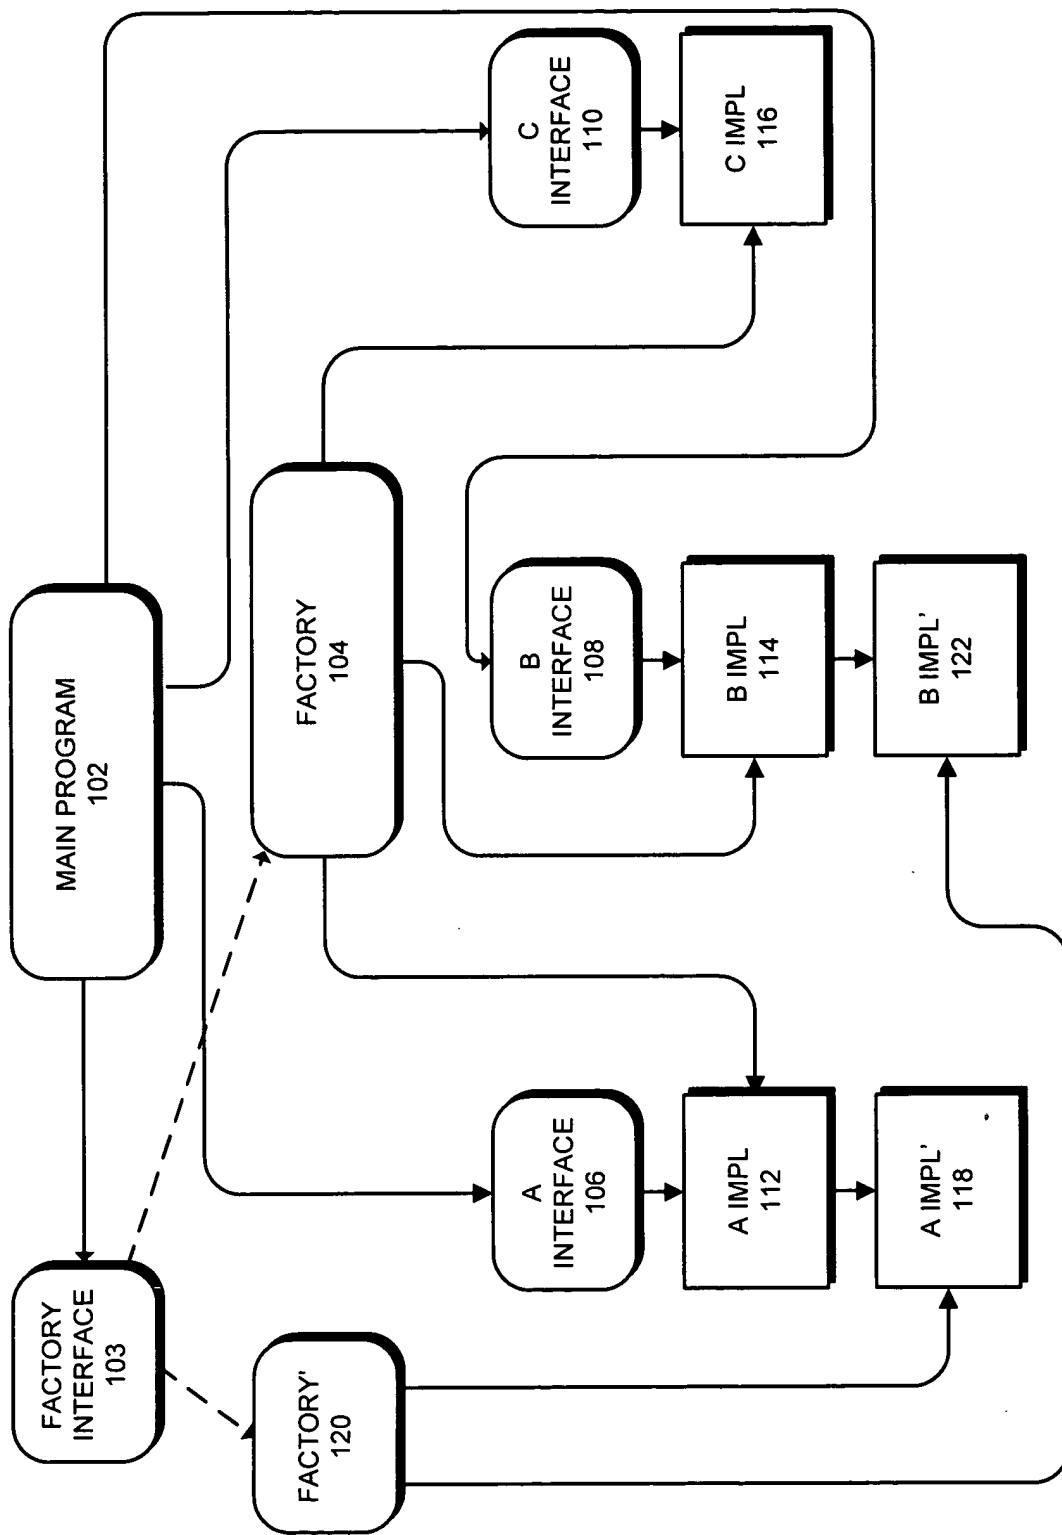 MAIN PROGRAM
102
FACTORY
INTERFACE
103
FACTORY
104
FACTORY'
120
A
INTERFACE
106
B
INTERFACE
108
C
INTERFACE
110
A IMPL
112
B IMPL
114
C IMPL
116
A IMPL'
118
B IMPL'
122